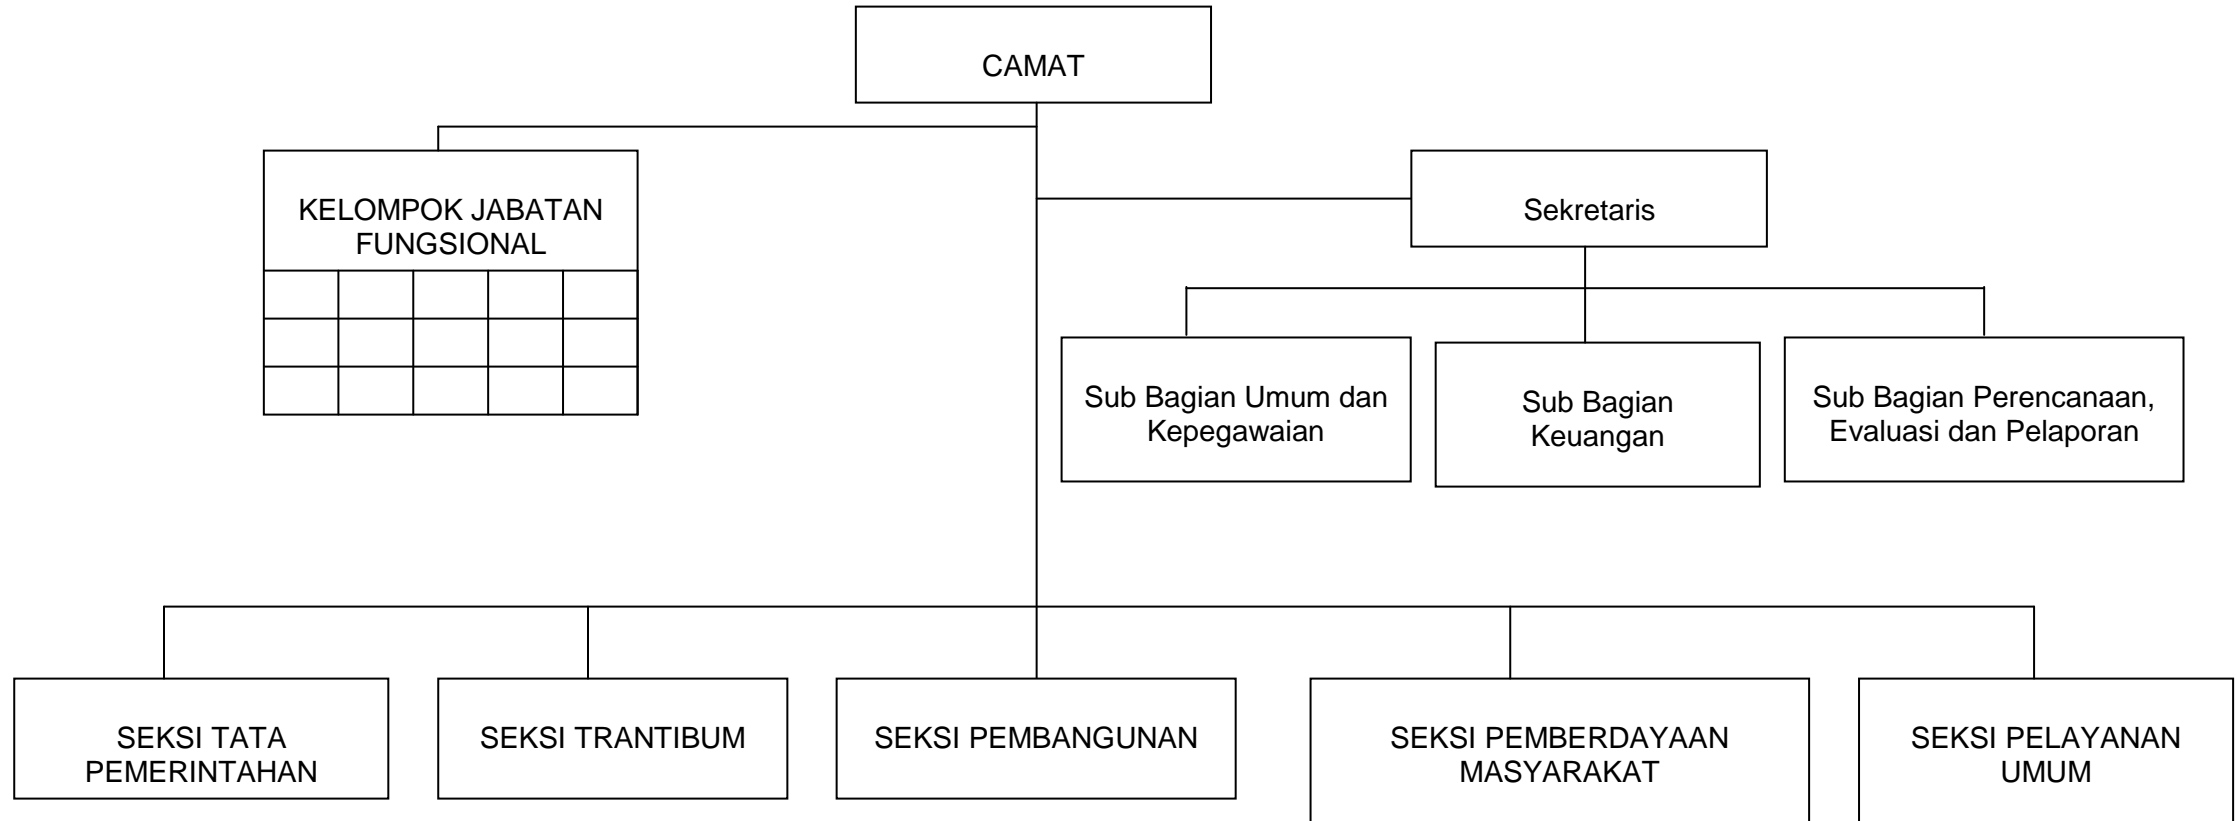 CAMAT
KELOMPOK JABATAN
FUNGSIONAL
Sekretaris
Sub Bagian Umum dan
Kepegawaian
Sub Bagian
Keuangan
Sub Bagian Perencanaan,
Evaluasi dan Pelaporan
SEKSI TATA
PEMERINTAHAN
SEKSI TRANTIBUM
SEKSI PEMBANGUNAN
SEKSI PEMBERDAYAAN
MASYARAKAT
SEKSI PELAYANAN
UMUM